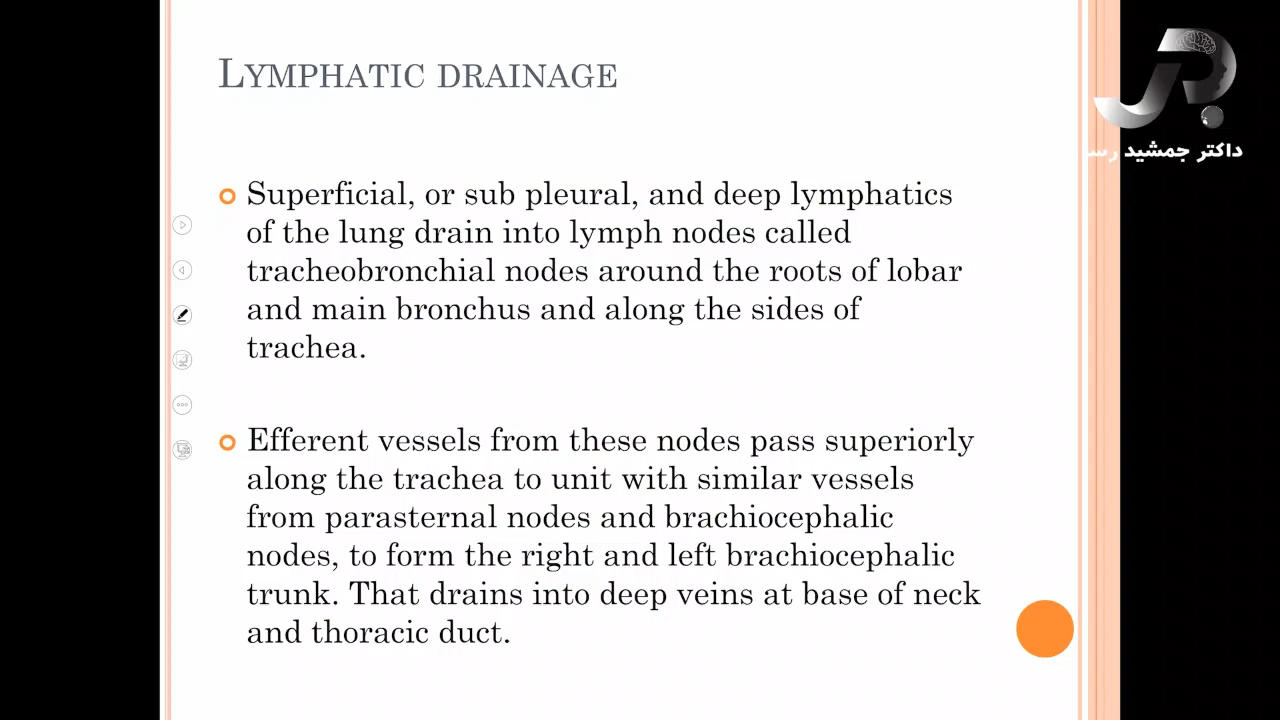 LYMPHATIC DRAINAGE
داکتر جمشید
Superficial, or sub pleural, and deep lymphatics
of the lung drain into lymph nodes called
tracheobronchial nodes around the roots of lobar
and main bronchus and along the sides of
trachea.
Efferent vessels from these nodes pass superiorly
along the trachea to unit with similar vessels
from parasternal nodes and brachiocephalic
nodes, to form the right and left brachiocephalic
trunk. That drains into deep veins at base of neck
and thoracic duct.